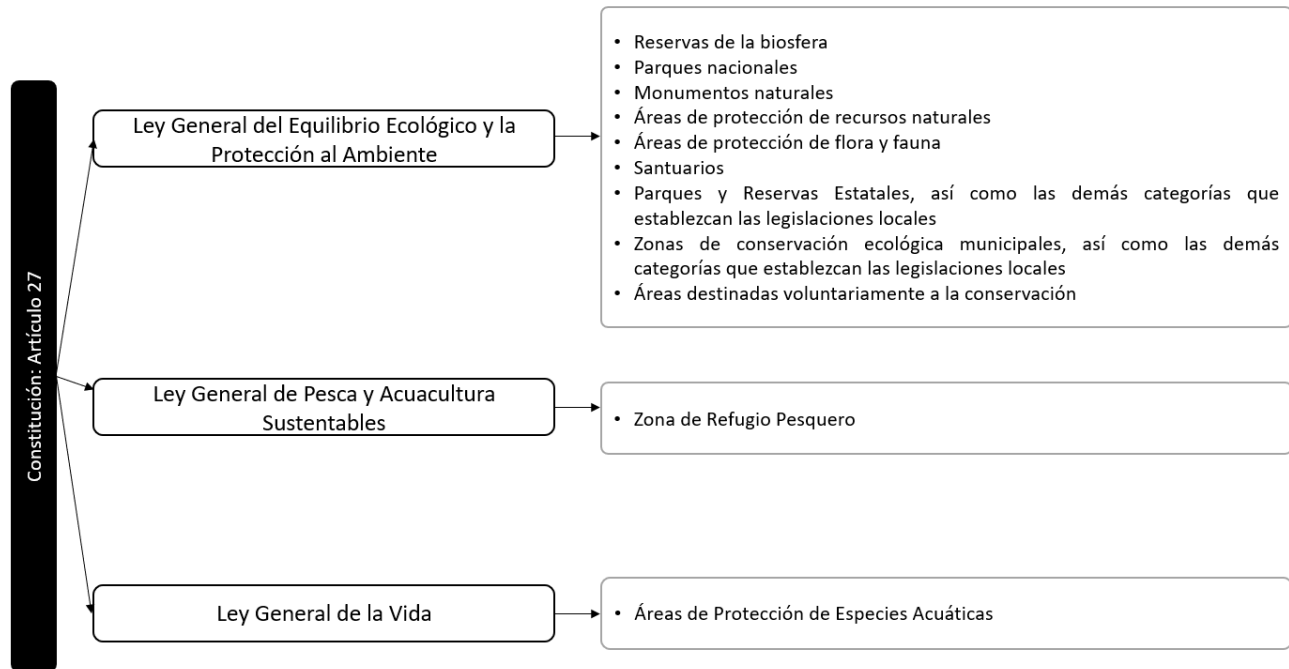 Constitución: Artículo 27
Ley General del Equilibrio Ecológico y la
Protección al Ambiente
• Reservas de la biosfera
• Parques nacionales
• Monumentos naturales
• Áreas de protección de recursos naturales
• Áreas de protección de flora y fauna
• Santuarios
• Parques y Reservas Estatales, así como las demás categorías que
establezcan las legislaciones locales
• Zonas de conservación ecológica municipales, así como las demás
categorías que establezcan las legislaciones locales
• Áreas destinadas voluntariamente a la conservación
Ley General de Pesca y Acuacultura
Sustentables
• Zona de Refugio Pesquero
Ley General de la Vida
• Áreas de Protección de Especies Acuáticas